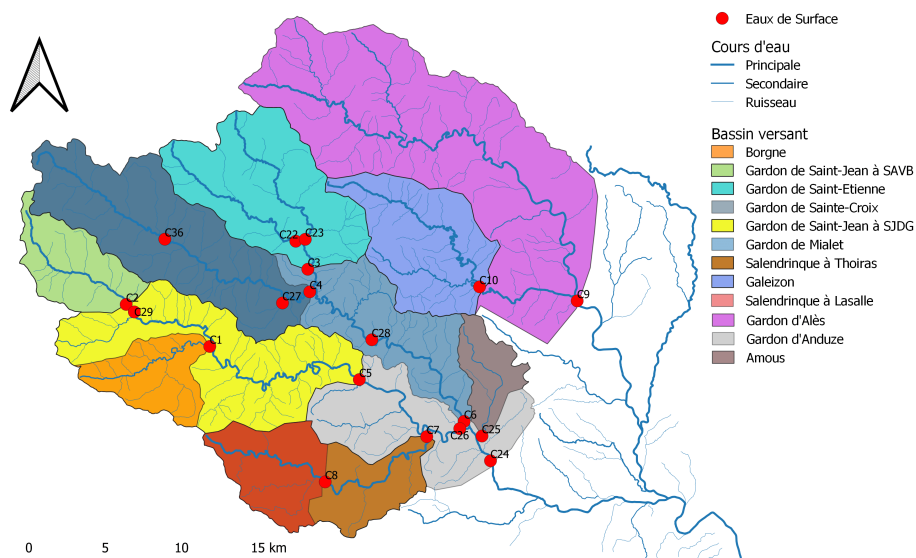 Eaux de Surface
Cours d'eau
Principale
Secondaire
Ruisseau
Bassin versant
Borgne
Gardon de Saint-Jean à SAVB
Gardon de Saint-Etienne
Gardon de Sainte-Croix
Gardon de Saint-Jean à SJDG
Gardon de Mialet
Salendrinque à Thoiras
Galeizon
Salendrinque à Lasalle
Gardon d'Alès
Gardon d'Anduze
Amous
C36
C22
C23
C3
C4
C27
C10
C9
C2
C29
C28
C1
C5
C6
C26
C7
C25
C24
C8
0 5 10 15 km